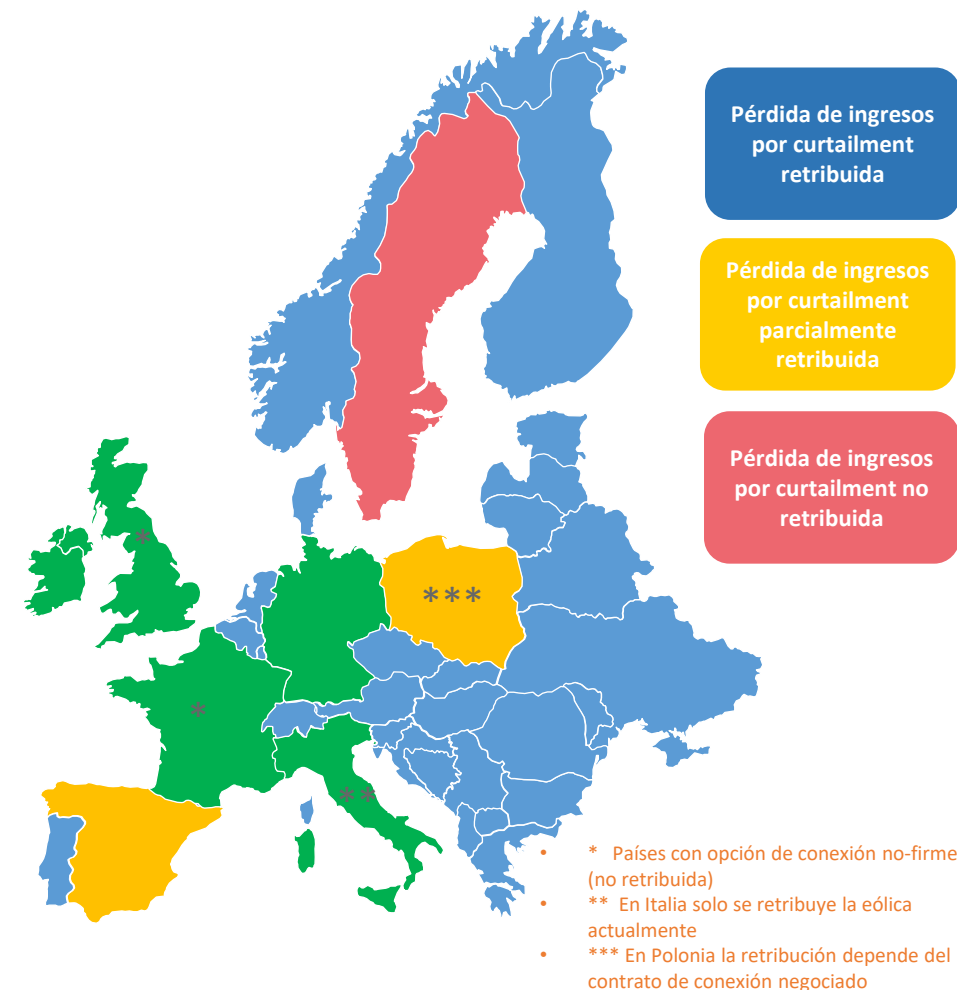 Pérdida de ingresos
por curtailment
retribuida
Pérdida de ingresos
por curtailment
parcialmente
retribuida
Pérdida de ingresos
por curtailment no
retribuida
*
***
*
**
• * Países con opción de conexión no-firme
(no retribuida)
• ** En Italia solo se retribuye la eólica
actualmente
• *** En Polonia la retribución depende del
contrato de conexión negociado